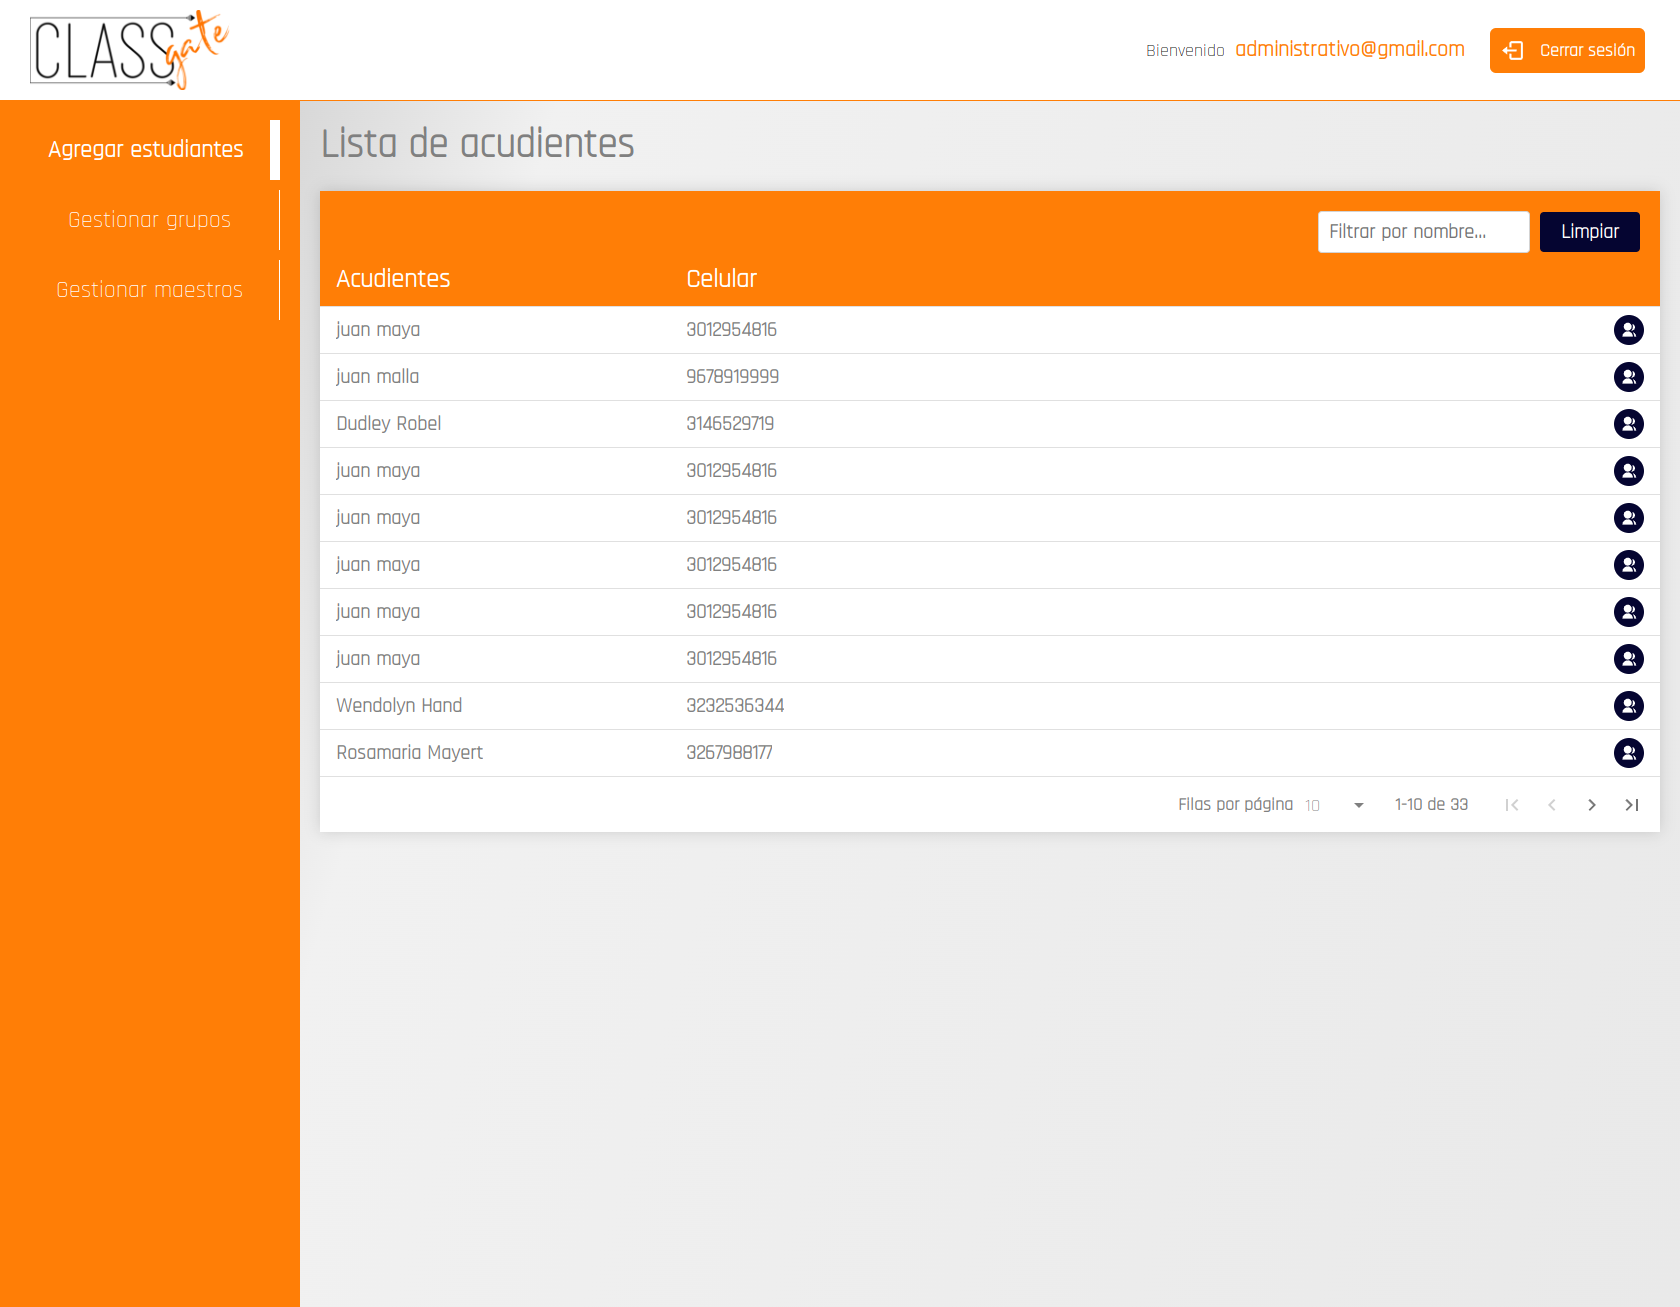 CLASSgate
Bienvenido administrativo@gmail.com Cerrar sesión
Agregar estudiantes
Gestionar grupos
Gestionar maestros
Lista de acudientes
Filtrar por nombre... Limpiar
Acudientes Celular
juan maya 3012954816
juan malla 9678919999
Dudley Robel 3146529719
juan maya 3012954816
juan maya 3012954816
juan maya 3012954816
juan maya 3012954816
juan maya 3012954816
Wendolyn Hand 3232536344
Rosamaria Mayert 3267988177
Filas por página 10 1-10 de 33